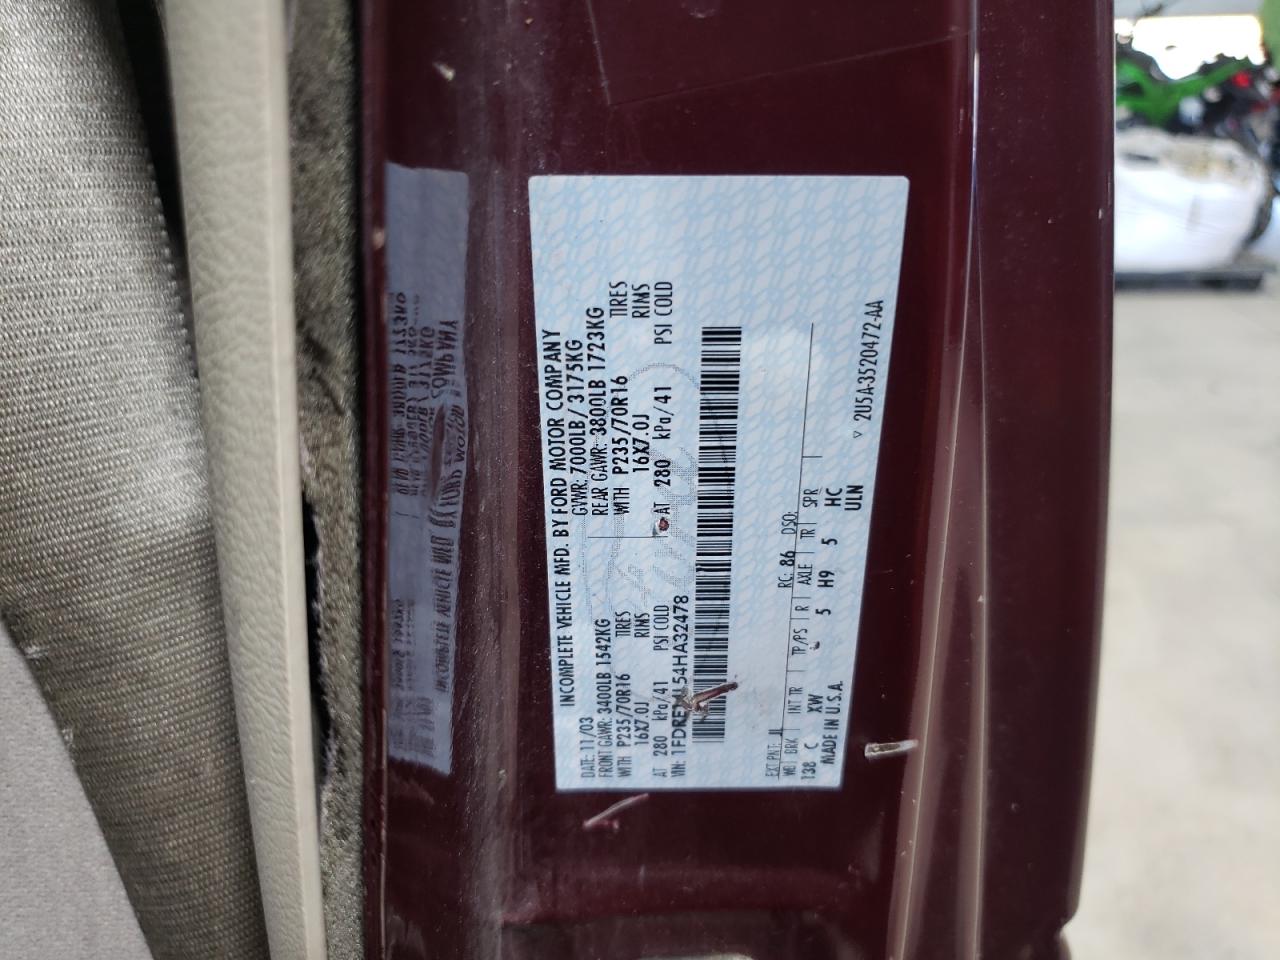 INCOMPLETE VEHICLE MFD. BY FORD MOTOR COMPANY
DATE: 11/03 GVWR: 7000LB/ 3175KG
FRONT GAWR: 3400LB 1542KG REAR GAWR: 3800LB 1723KG
WITH P235/70R16 TIRES WITH P235/70R16 TIRES
16X7.0J RIMS 16X7.0J RIMS
AT 280 kPa/41 PSI COLD AT 280 kPa/41 PSI COLD
EXT PNT: JL RC: 86 DSO:
WB BRK INT TR TP/PS R AXLE TR SPR
138 C XW 5 H9 5 HC
MADE IN U.S.A. ULN
▽ 2U5A-3520472-AA